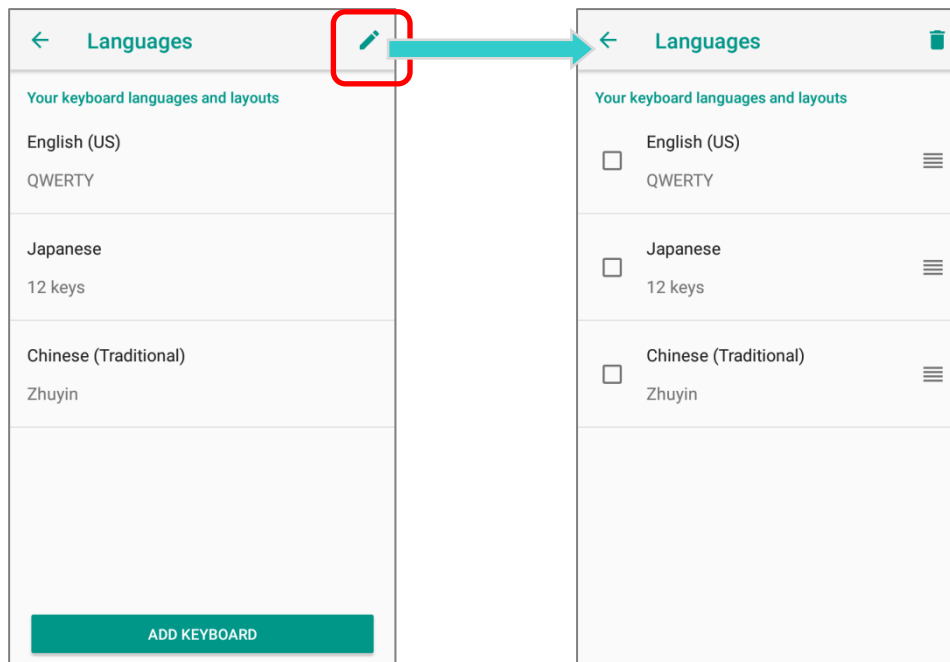 Languages
Your keyboard languages and layouts
English (US)
QWERTY
Japanese
12 keys
Chinese (Traditional)
Zhuyin
ADD KEYBOARD
Languages
Your keyboard languages and layouts
English (US)
QWERTY
Japanese
12 keys
Chinese (Traditional)
Zhuyin